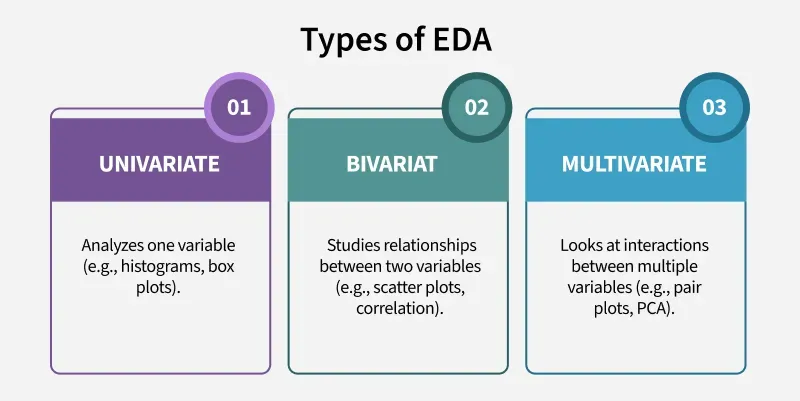 Types of EDA
01
UNIVARIATE
Analyzes one variable
(e.g., histograms, box
plots).
02
BIVARIAT
Studies relationships
between two variables
(e.g., scatter plots,
correlation).
03
MULTIVARIATE
Looks at interactions
between multiple
variables (e.g., pair
plots, PCA).